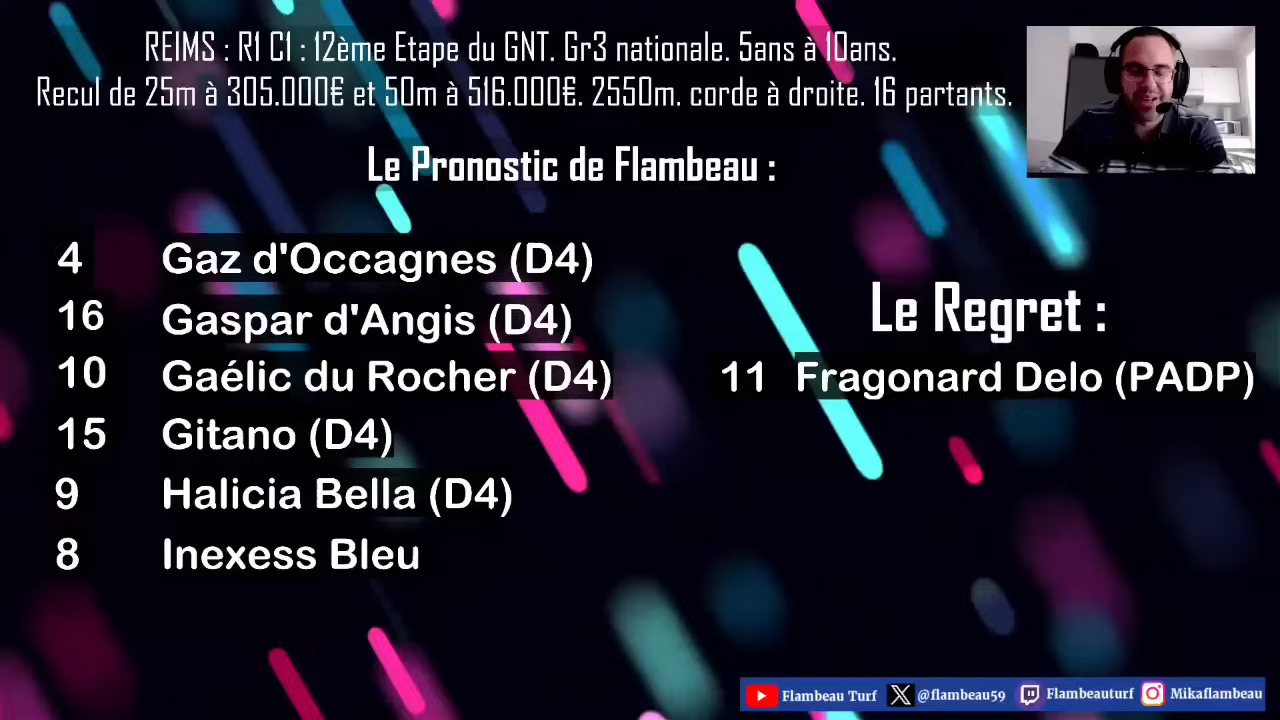 REIMS : R1 C1 : 12ème Etape du GNT. Gr3 nationale. 5ans à 10ans.
Recul de 25m à 305.000€ et 50m à 516.000€. 2550m. corde à droite. 16 partants.
Le Pronostic de Flambeau :
4 Gaz d'Occagnes (D4)
16 Gaspar d'Angis (D4)
10 Gaélic du Rocher (D4)
15 Gitano (D4)
9 Halicia Bella (D4)
8 Inexess Bleu
Le Regret :
11 Fragonard Delo (PADP)
Flambeau Turf @flambeau59 Flambeauturf Mikaflambeau